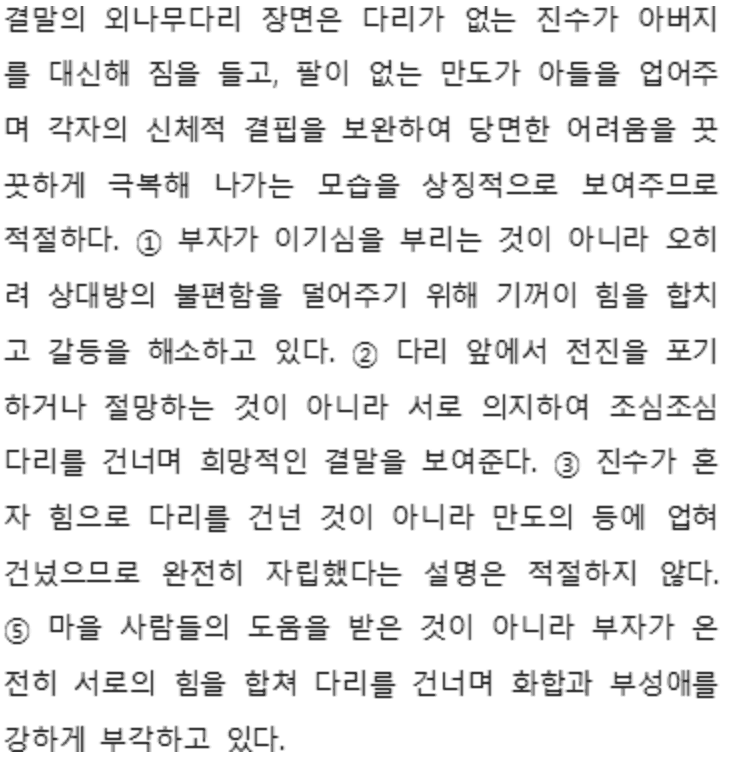 결말의 외나무다리 장면은 다리가 없는 진수가 아버지
를 대신해 짐을 들고, 팔이 없는 만도가 아들을 업어주
며 각자의 신체적 결핍을 보완하여 당면한 어려움을 꿋
꿋하게 극복해 나가는 모습을 상징적으로 보여주므로
적절하다. ① 부자가 이기심을 부리는 것이 아니라 오히
려 상대방의 불편함을 덜어주기 위해 기꺼이 힘을 합치
고 갈등을 해소하고 있다. ② 다리 앞에서 전진을 포기
하거나 절망하는 것이 아니라 서로 의지하여 조심조심
다리를 건너며 희망적인 결말을 보여준다. ③ 진수가 혼
자 힘으로 다리를 건넌 것이 아니라 만도의 등에 업혀
건넜으므로 완전히 자립했다는 설명은 적절하지 않다.
⑤ 마을 사람들의 도움을 받은 것이 아니라 부자가 온
전히 서로의 힘을 합쳐 다리를 건너며 화합과 부성애를
강하게 부각하고 있다.